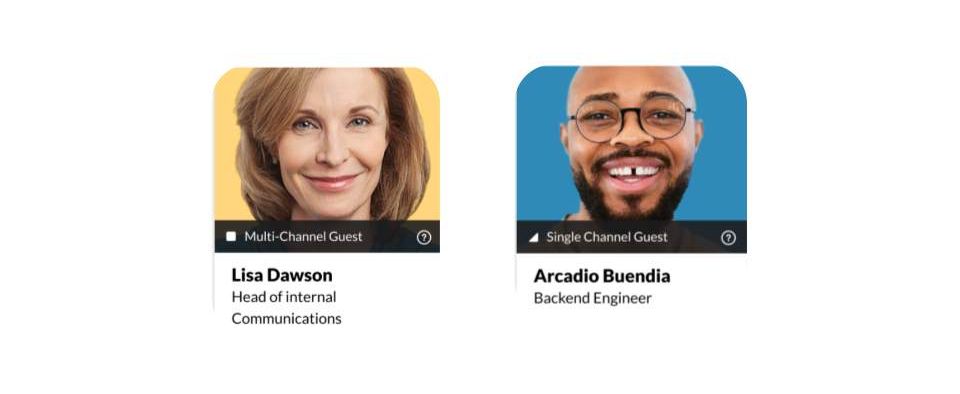 Multi-Channel Guest
Lisa Dawson
Head of internal
Communications
Single Channel Guest
Arcadio Buendia
Backend Engineer